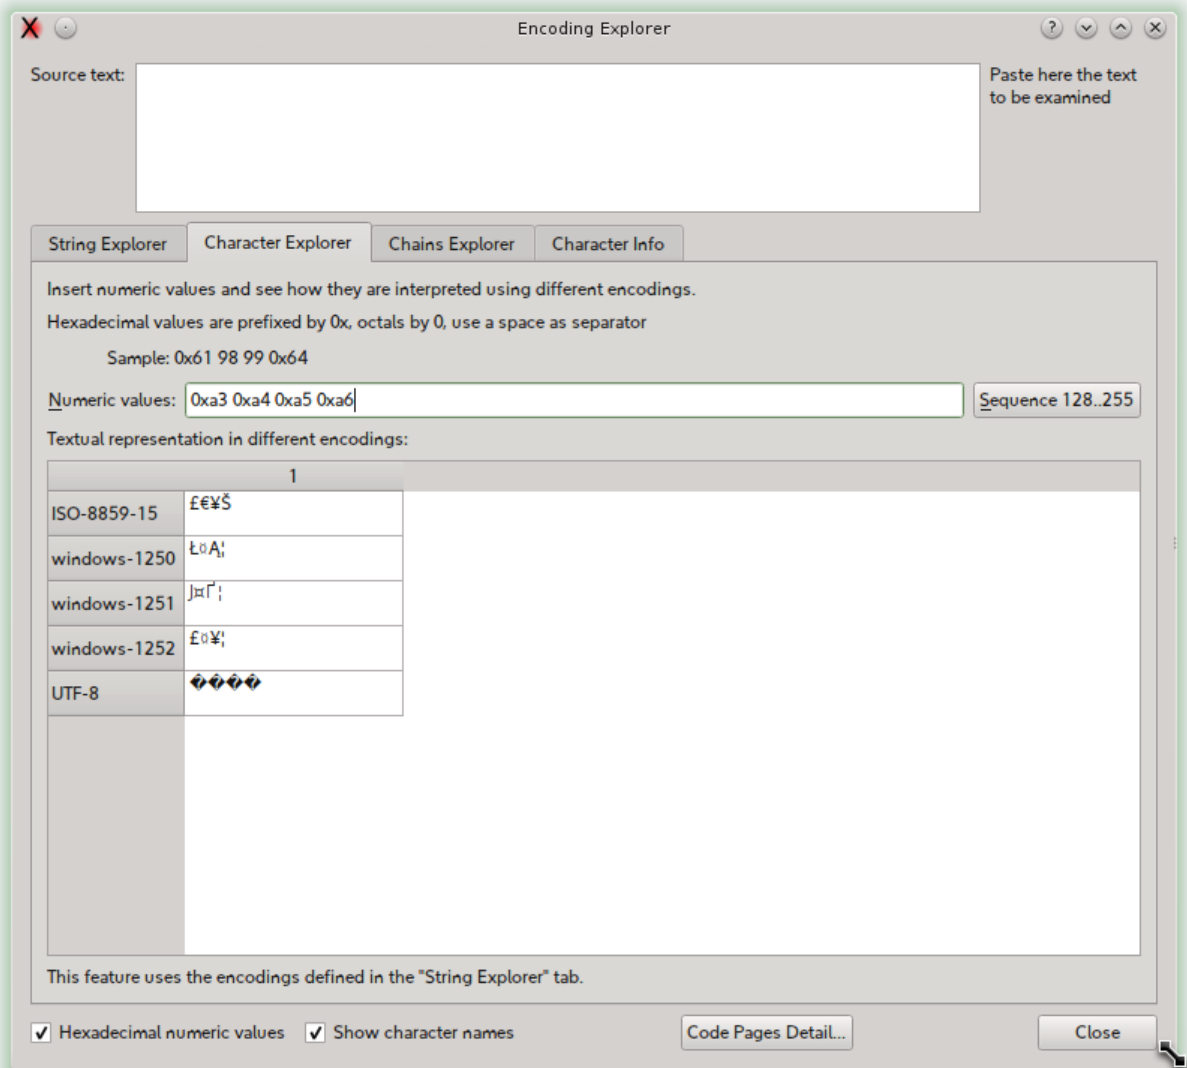 Encoding Explorer
Source text:
Paste here the text
to be examined
String Explorer
Character Explorer
Chains Explorer
Character Info
Insert numeric values and see how they are interpreted using different encodings.
Hexadecimal values are prefixed by 0x, octals by 0, use a space as separator
Sample: 0x61 98 99 0x64
Numeric values: 0xa3 0xa4 0xa5 0xa6 Sequence 128..255
Textual representation in different encodings:
1
ISO-8859-15 £€¥Š
windows-1250 Ł¤Ą¦
windows-1251 Ј¤Ґ¦
windows-1252 £¤¥¦
UTF-8 ����
This feature uses the encodings defined in the "String Explorer" tab.
Hexadecimal numeric values Show character names Code Pages Detail... Close